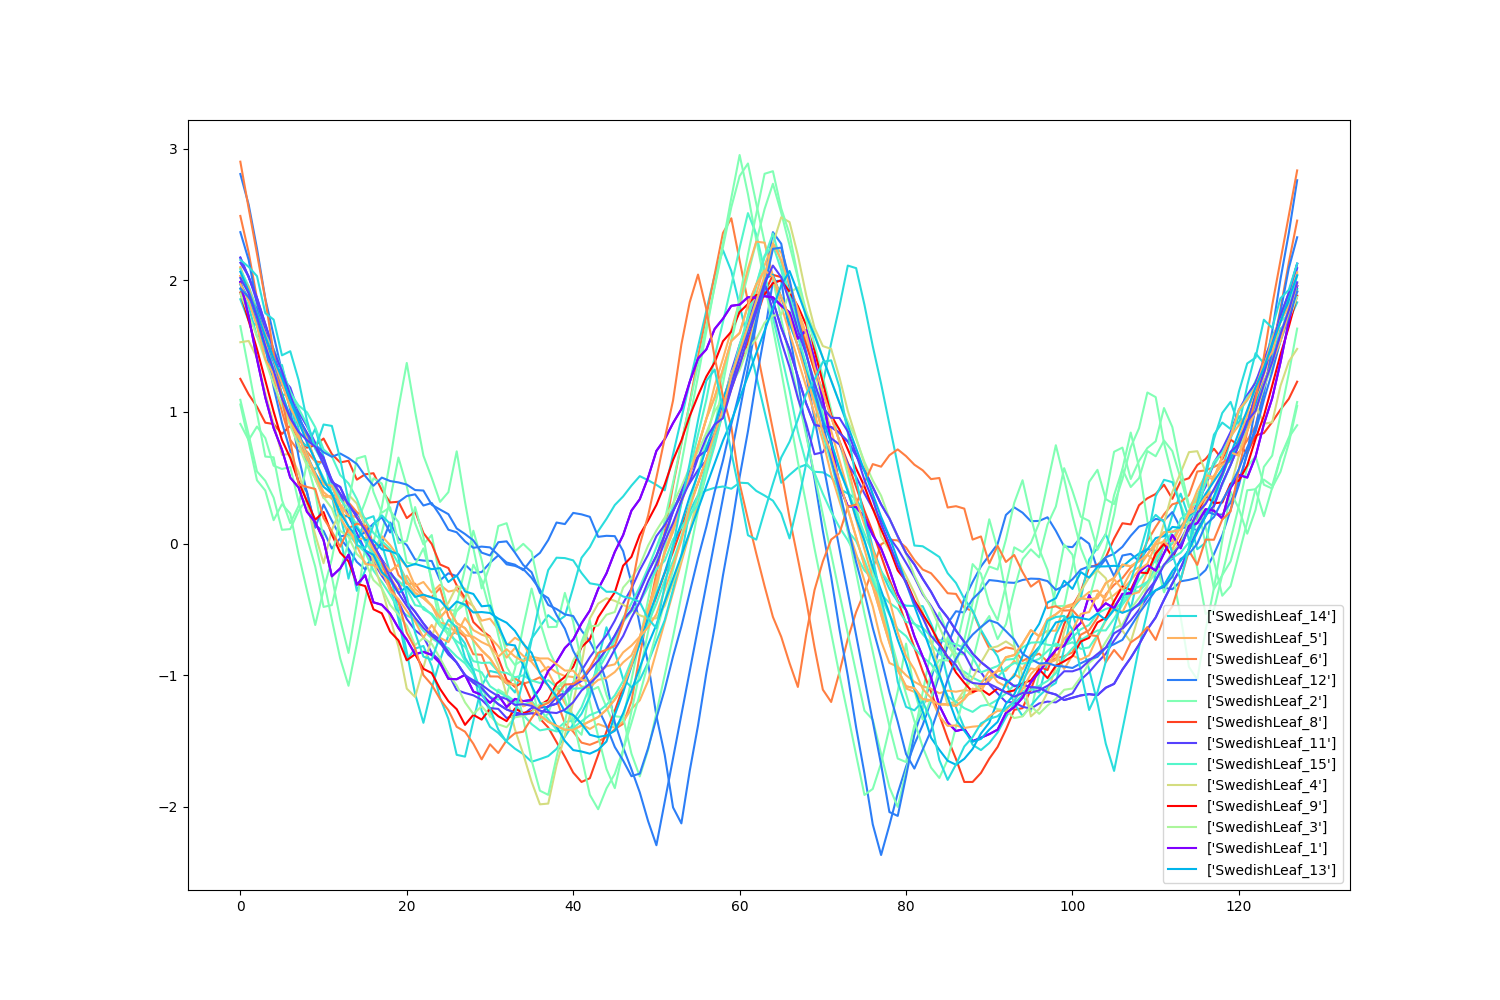 3
2
1
0
−1
−2
0
20
40
60
80
100
120
['SwedishLeaf_14']
['SwedishLeaf_5']
['SwedishLeaf_6']
['SwedishLeaf_12']
['SwedishLeaf_2']
['SwedishLeaf_8']
['SwedishLeaf_11']
['SwedishLeaf_15']
['SwedishLeaf_4']
['SwedishLeaf_9']
['SwedishLeaf_3']
['SwedishLeaf_1']
['SwedishLeaf_13']